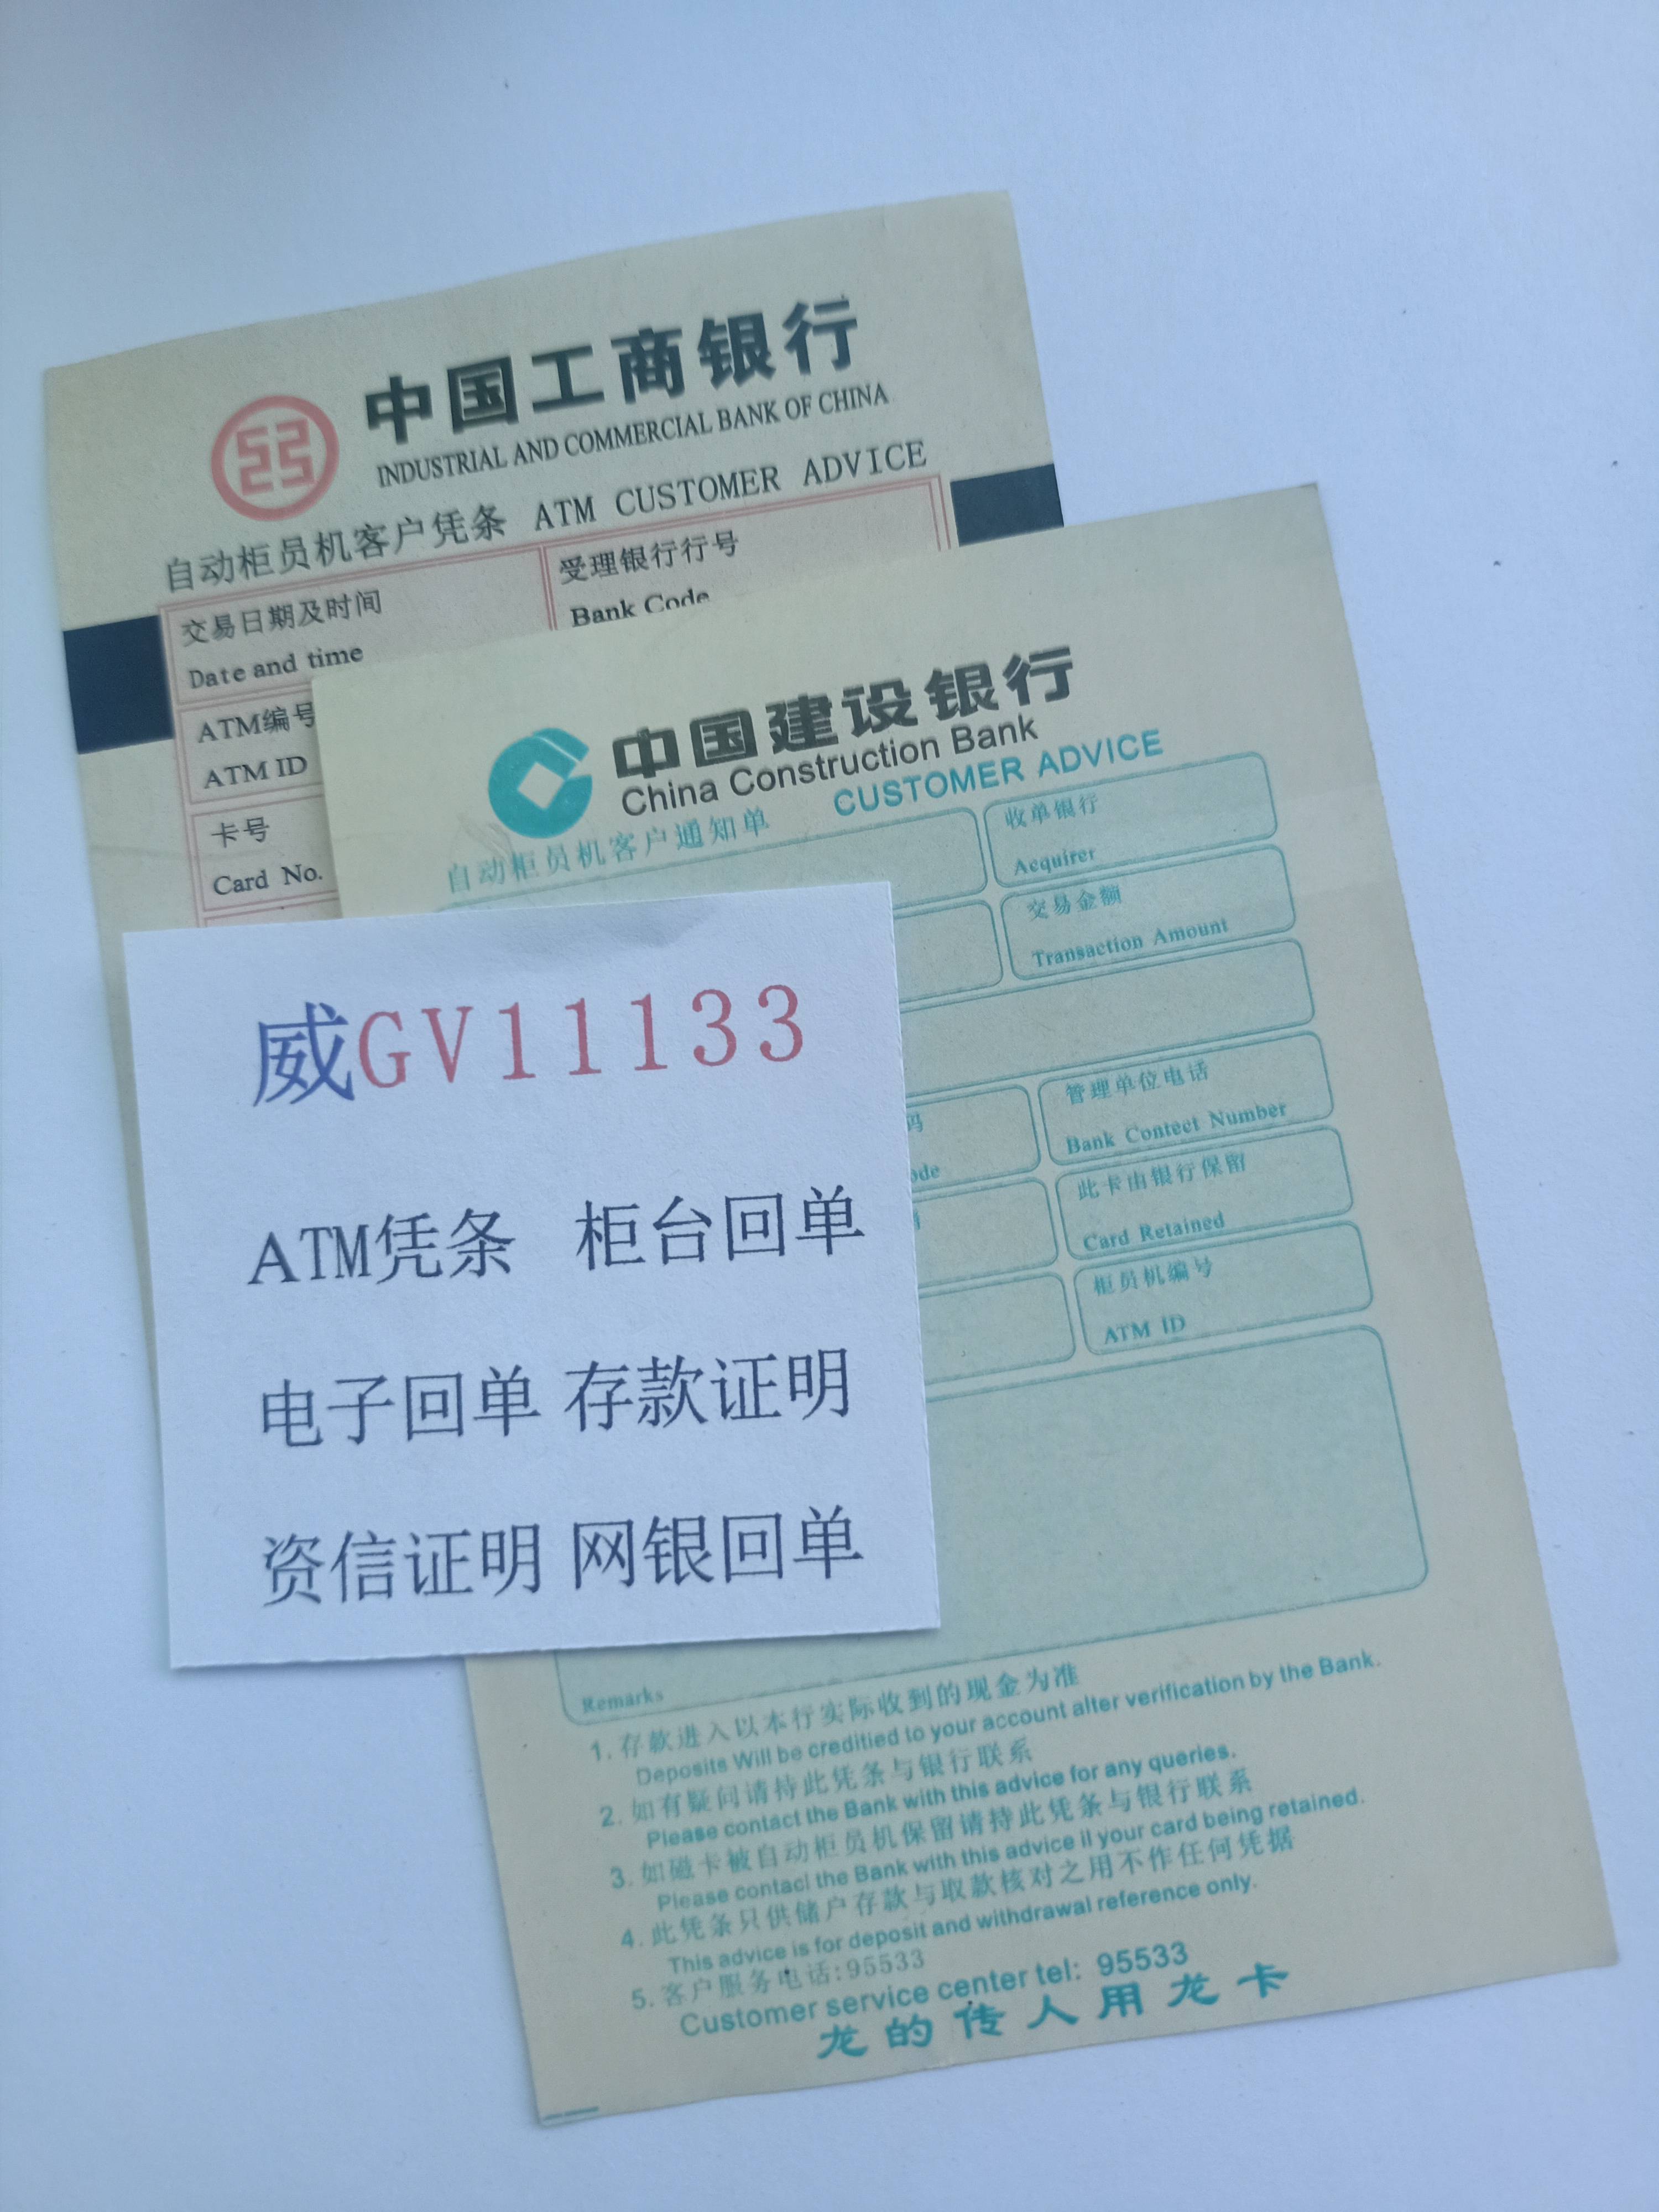 中国工商银行
INDUSTRIAL AND COMMERCIAL BANK OF CHINA
自动柜员机客户凭条 ATM CUSTOMER ADVICE
交易日期及时间
Date and time
受理银行行号
Bank Code
ATM编号
ATM ID
卡号
Card No.
中国建设银行
China Construction Bank
自动柜员机客户通知单 CUSTOMER ADVICE
收单银行
Acquirer
交易金额
Transaction Amount
码
ode
管理单位电话
Bank Contect Number
此卡由银行保留
Card Retained
柜员机编号
ATM ID
威GV11133
ATM凭条 柜台回单
电子回单 存款证明
资信证明 网银回单
Remarks
1. 存款进入以本行实际收到的现金为准
Deposits Will be creditied to your account alter verification by the Bank.
2. 如有疑问请持此凭条与银行联系
Please contact the Bank with this advice for any queries.
3. 如磁卡被自动柜员机保留请持此凭条与银行联系
Please contacl the Bank with this advice il your card being retained.
4. 此凭条只供储户存款与取款核对之用不作任何凭据
This advice is for deposit and withdrawal reference only.
5. 客户服务电话:95533
Customer service center tel: 95533
龙的传人用龙卡